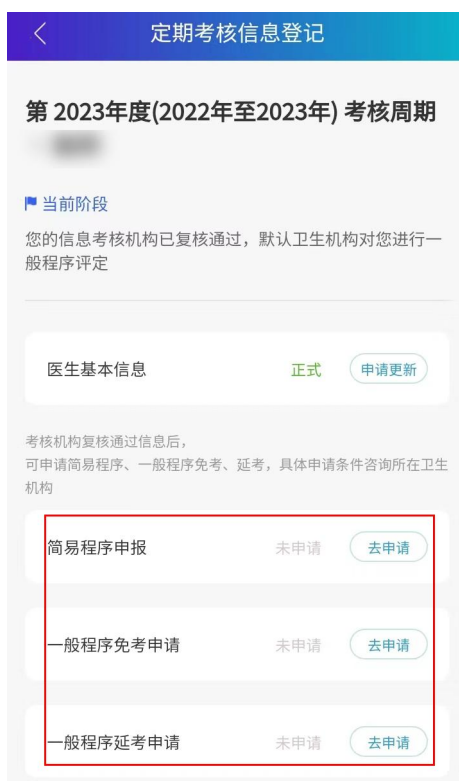 定期考核信息登记
第 2023年度(2022年至2023年) 考核周期
当前阶段
您的信息考核机构已复核通过，默认卫生机构对您进行一
般程序评定
医生基本信息 正式 申请更新
考核机构复核通过信息后，
可申请简易程序、一般程序免考、延考，具体申请条件咨询所在卫生
机构
简易程序申报 未申请 去申请
一般程序免考申请 未申请 去申请
一般程序延考申请 未申请 去申请